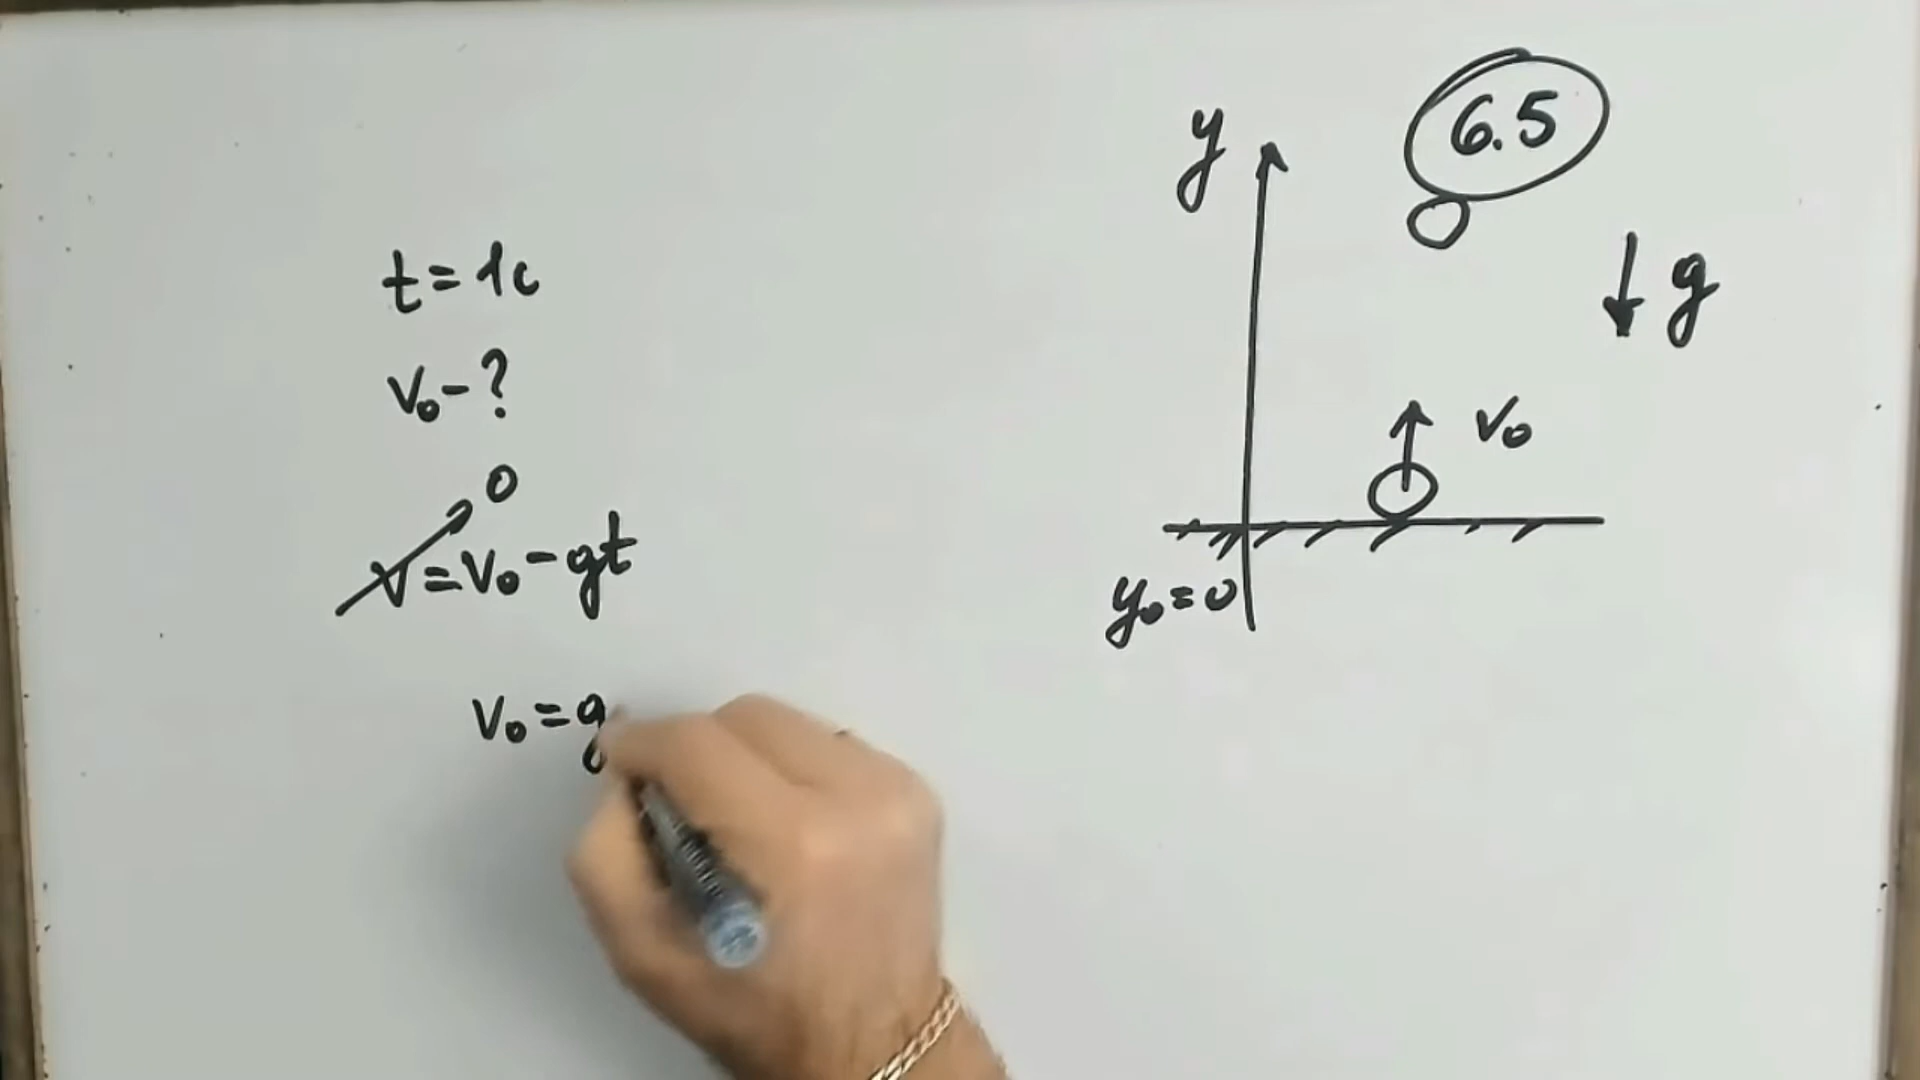 t = 1c
v₀ - ?
0
v = v₀ - gt
v₀ = g
6.5
y
g
v₀
y₀ = 0